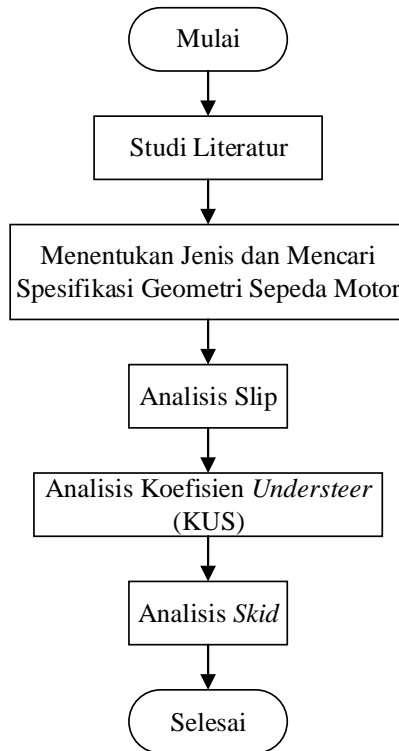 Mulai
Studi Literatur
Menentukan Jenis dan Mencari
Spesifikasi Geometri Sepeda Motor
Analisis Slip
Analisis Koefisien Understeer
(KUS)
Analisis Skid
Selesai